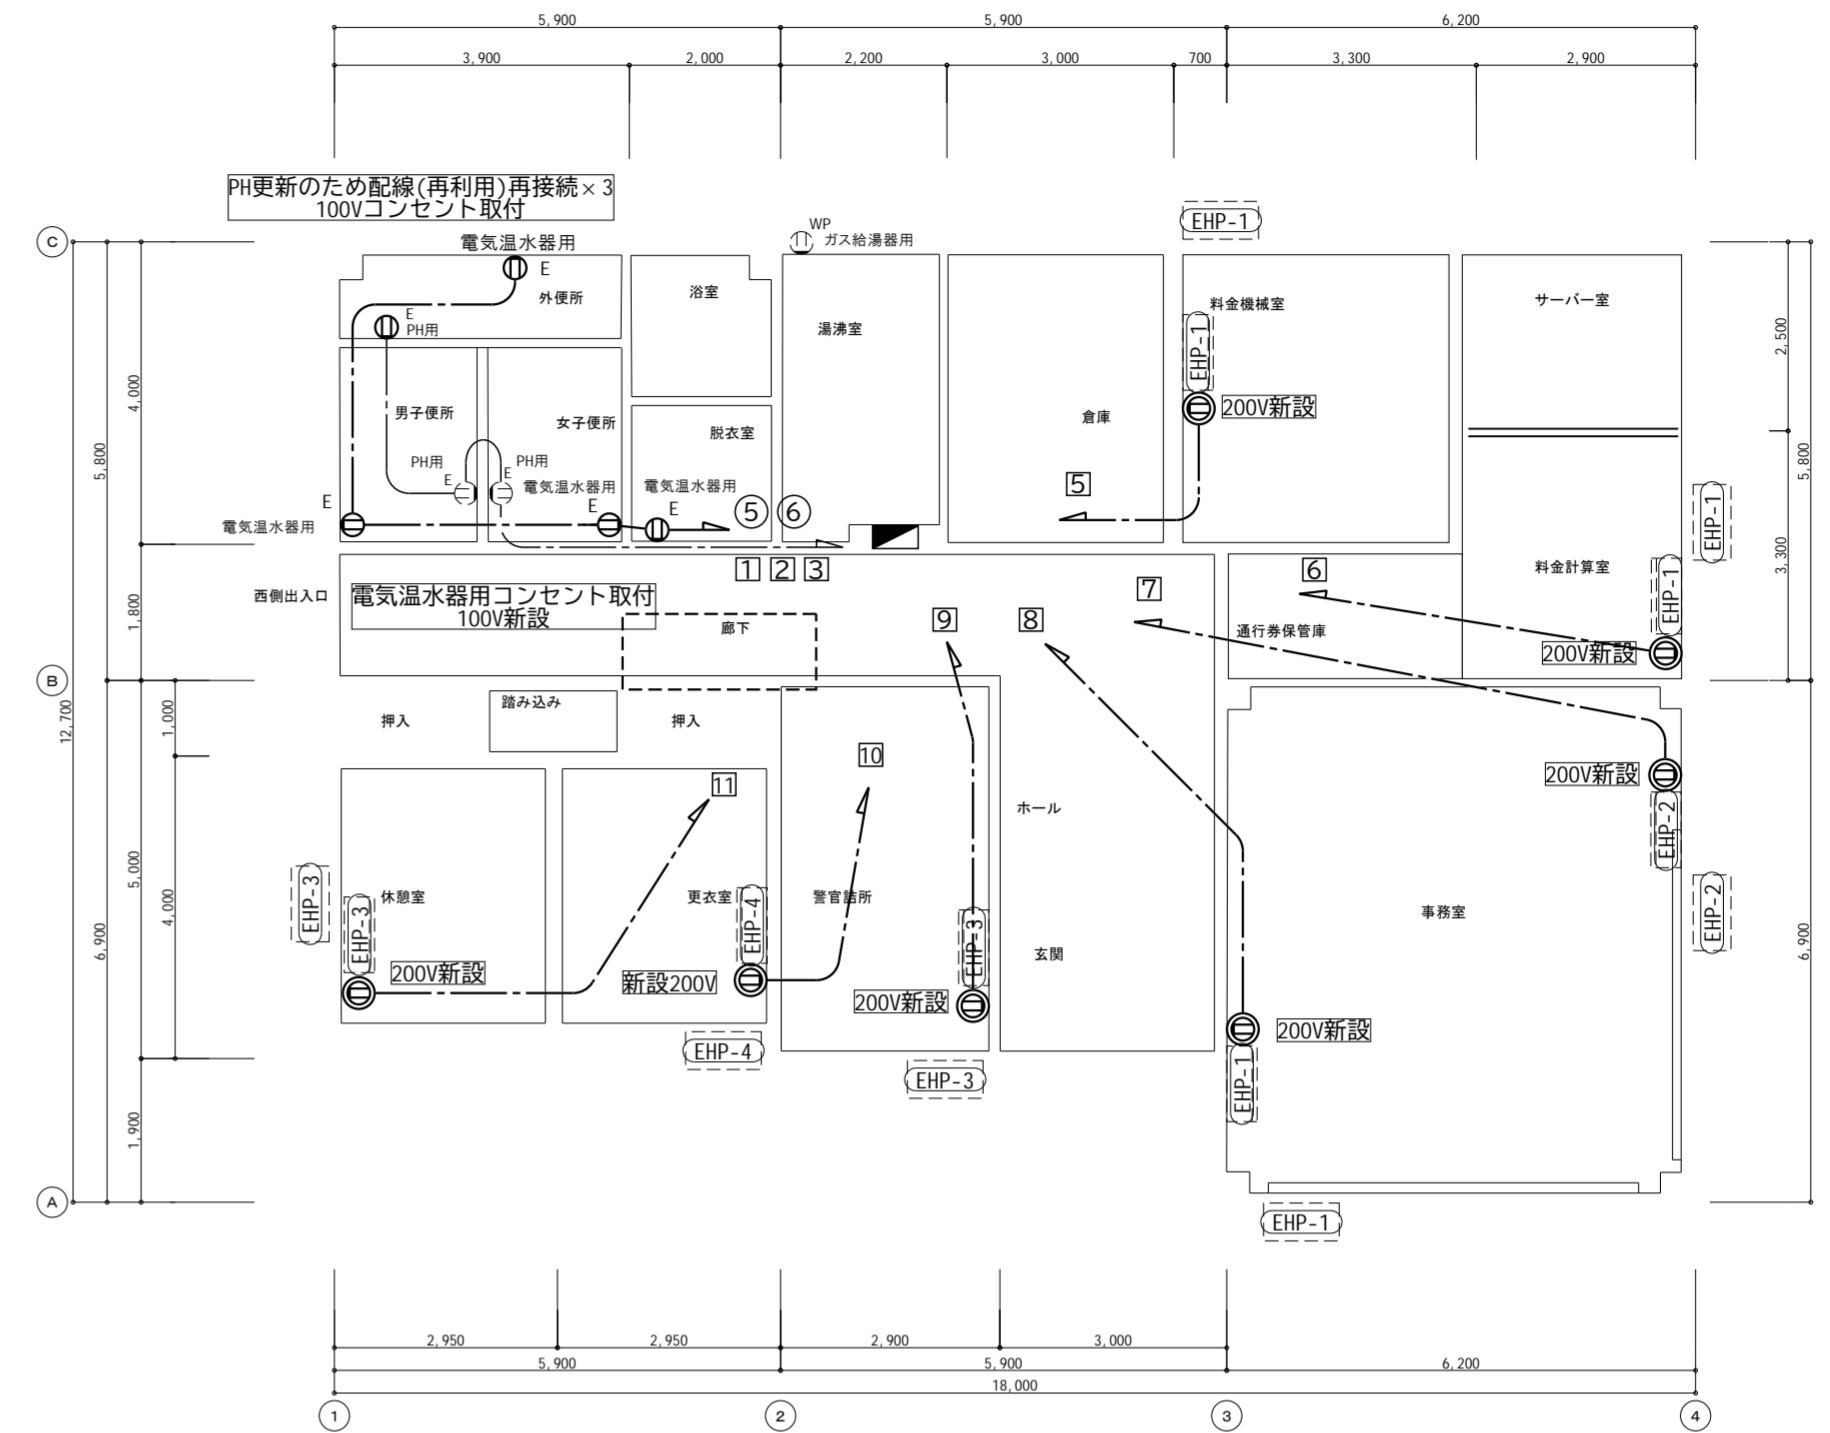 5,900 5,900 6,200
3,900 2,000 2,200 3,000 700 3,300 2,900
PH更新のため配線(再利用)再接続×3
100Vコンセント取付
EHP-1
WP
ガス給湯器用
C
電気温水器用
E
外便所
浴室
湯沸室
料金機械室
サーバー室
E
PH用
EHP-1
2,500
4,000
男子便所
女子便所
脱衣室
倉庫
200V新設
5,800
5,800
PH用
PH用
E
E
電気温水器用
電気温水器用
5
E
E
E
⑤ ⑥
電気温水器用
EHP-1
3,300
1 2 3
7
6
料金計算室
EHP-1
西側出入口
電気温水器用コンセント取付
100V新設
1,800
廊下
9
8
通行券保管庫
200V新設
B
踏み込み
押入
押入
1,000
12,700
10
11
200V新設
EHP-2
ホール
5,000
4,000
EHP-3
EHP-3
休憩室
更衣室
EHP-4
警官詰所
EHP-3
事務室
EHP-2
6,900
6,900
玄関
200V新設
新設200V
200V新設
200V新設
EHP-4
EHP-3
EHP-1
1,900
A
EHP-1
2,950 2,950 2,900 3,000
5,900 5,900 6,200
18,000
1 2 3 4